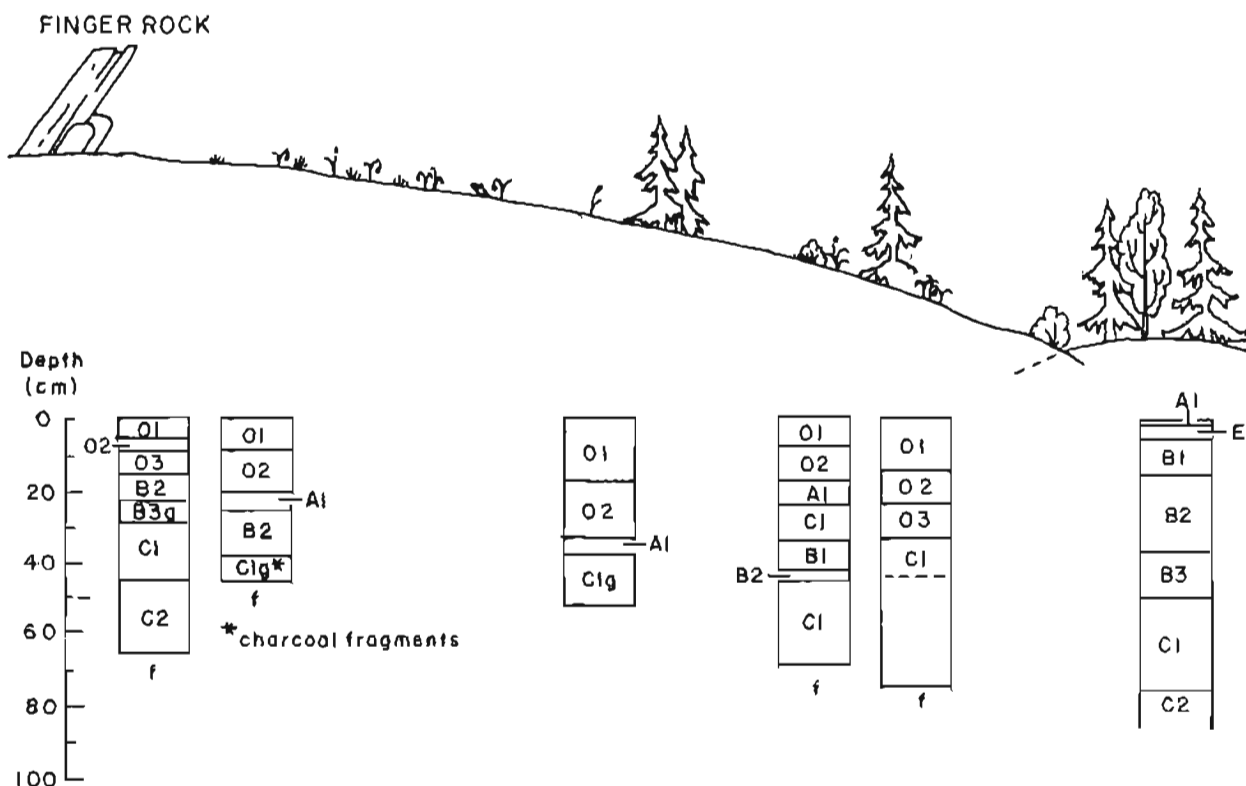 FINGER ROCK
Depth
(cm)
0
20
40
60
80
100
O1
O2
O3
B2
B3g
C1
C2
f
O1
O2
A1
B2
C1g*
f
*charcoal fragments
O1
O2
A1
C1g
O1
O2
A1
C1
B1
B2
C1
f
O1
O2
O3
C1
f
A1
E
B1
B2
B3
C1
C2